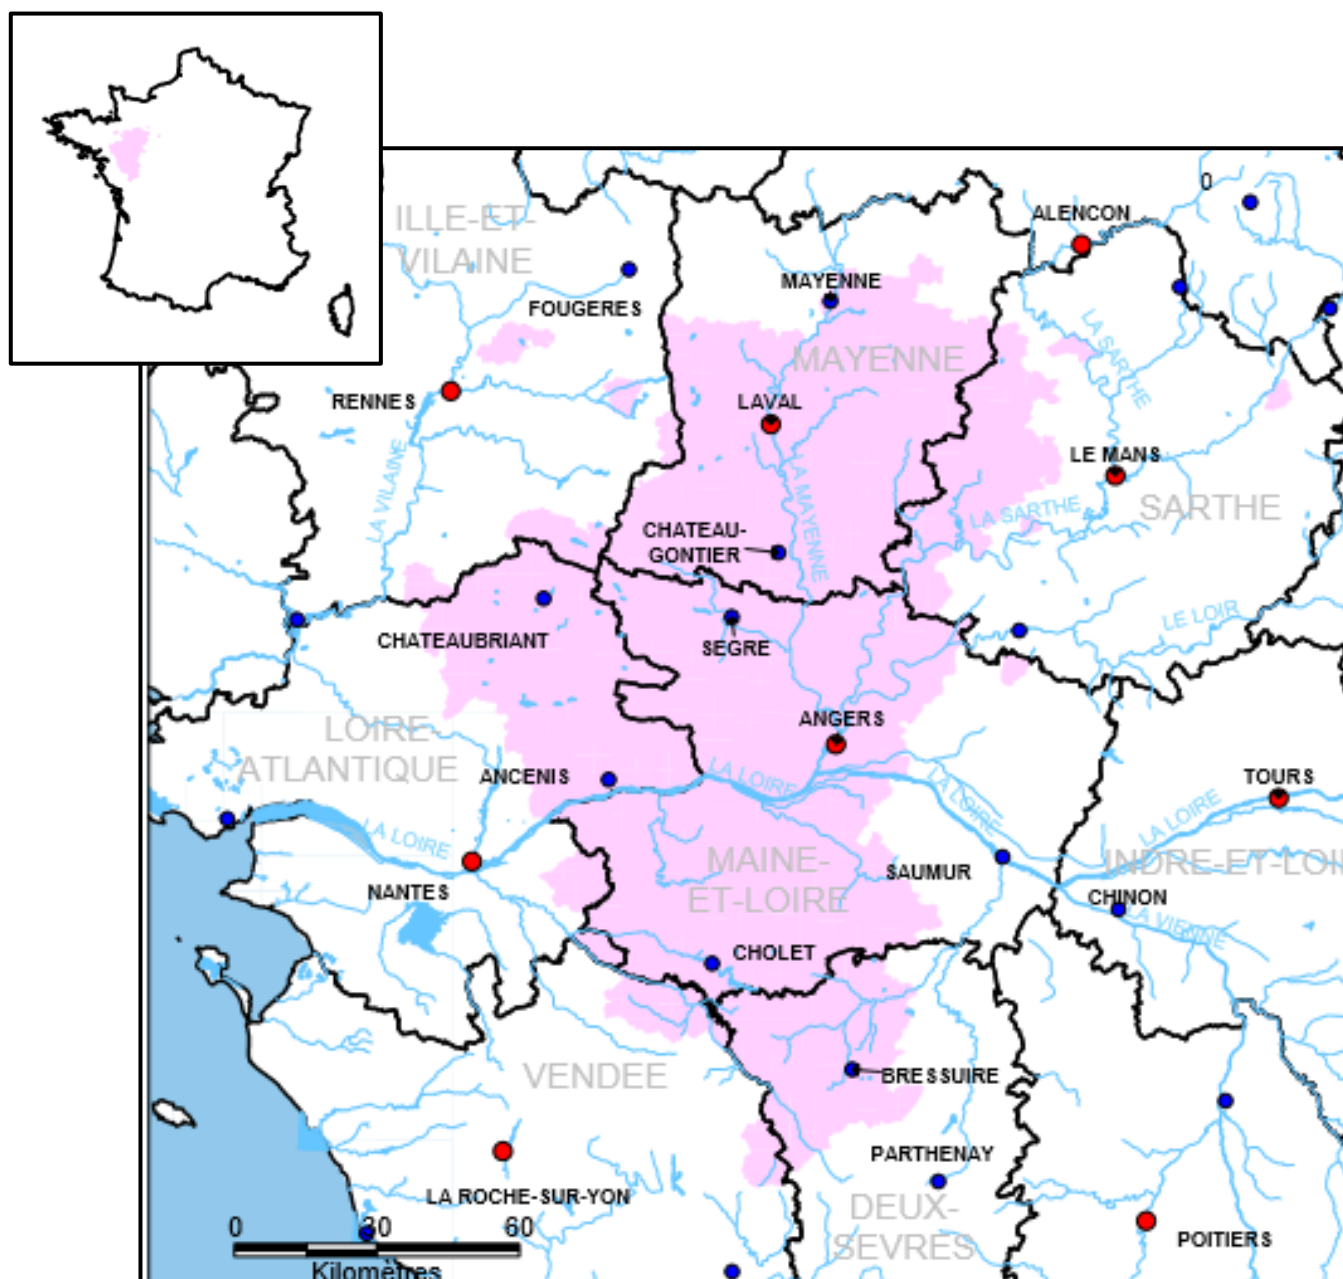 0
ALENCON
ILLE-ET-
VILAINE
MAYENNE
FOUGERES
MAYENNE
LA SARTHE
RENNES
LAVAL
LE MANS
LA VILAINE
LA MAYENNE
LA SARTHE
SARTHE
CHATEAU-
GONTIER
LE LOIR
CHATEAUBRIANT
SEGRE
LOIRE-
ATLANTIQUE
ANGERS
ANCENIS
LA LOIRE
LA LOIRE
TOURS
LA LOIRE
LA LOIRE
MAINE-
ET-LOIRE
SAUMUR
INDRE-ET-LOI
NANTES
CHINON
LA VIENNE
CHOLET
VENDEE
BRESSUIRE
PARTHENAY
LA ROCHE-SUR-YON
DEUX-
SEVRES
POITIERS
0 30 60
Kilomètres